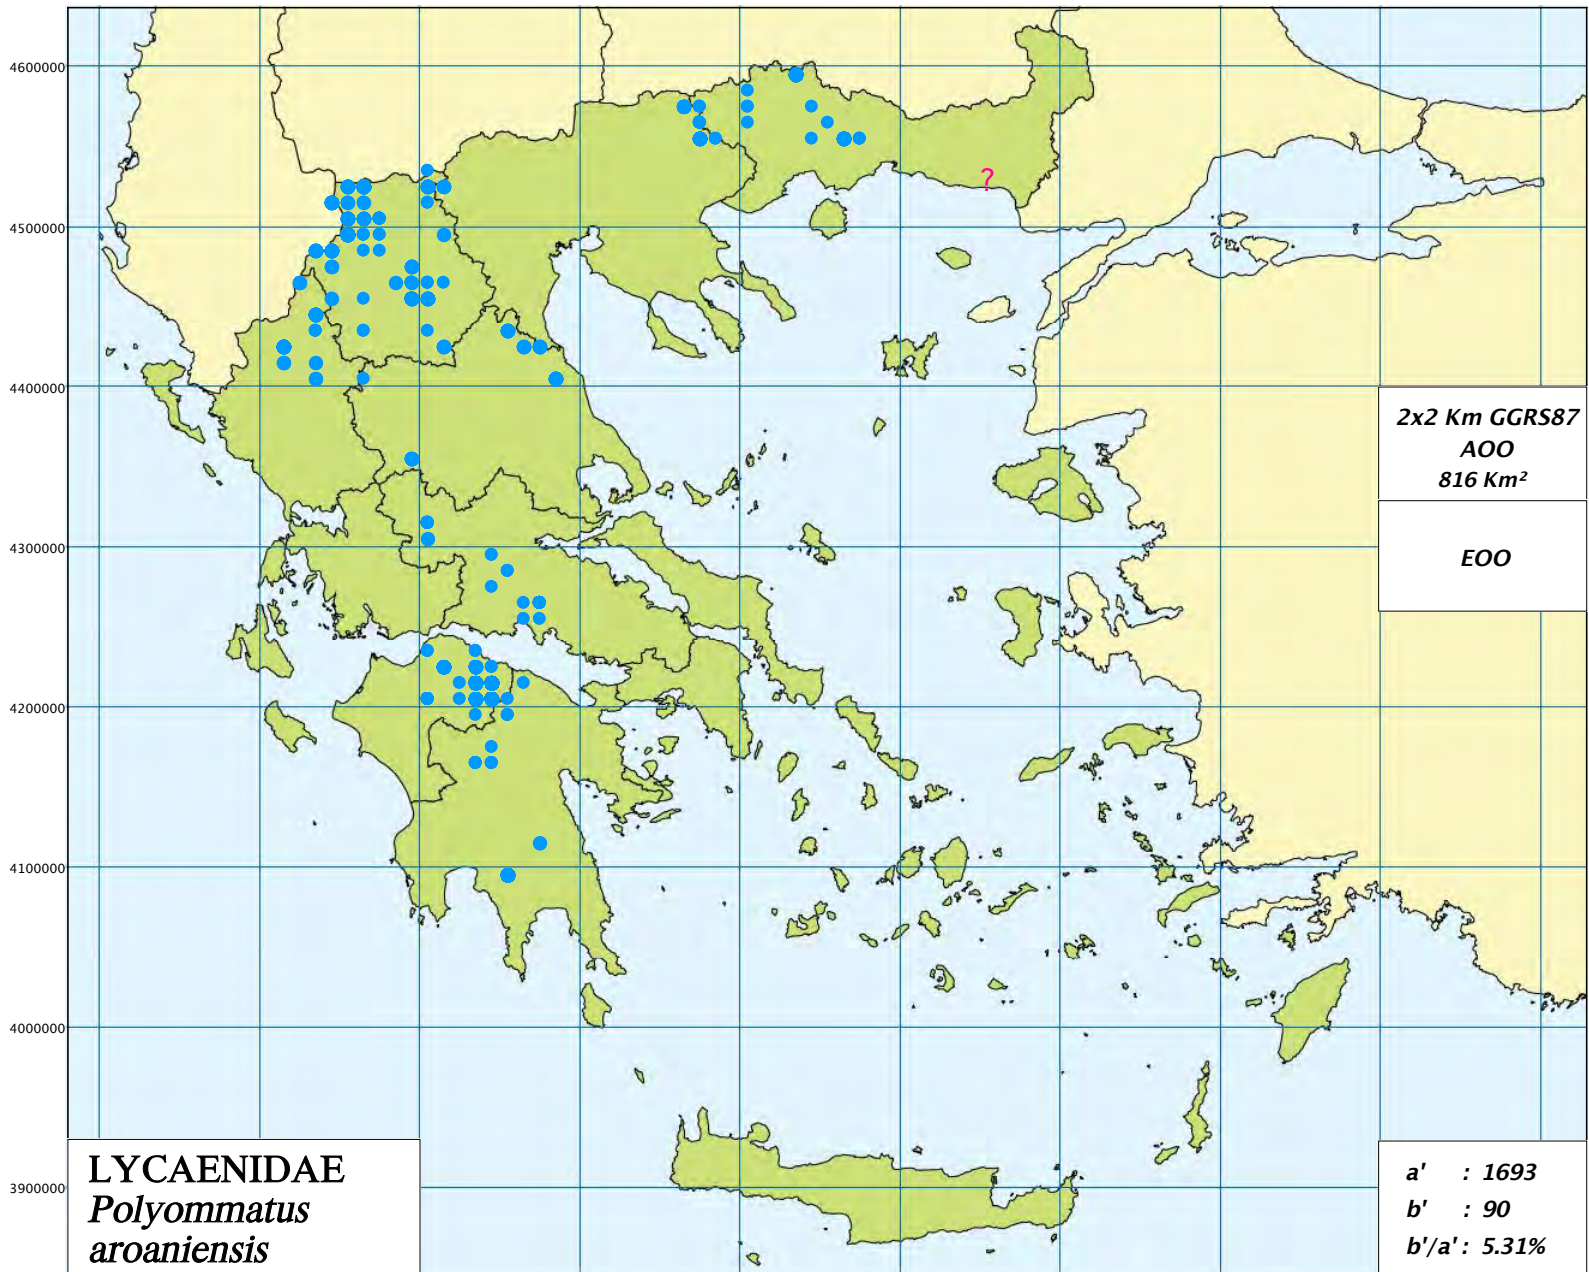 4600000
?
4500000
4400000
2x2 Km GGRS87
AOO
816 Km²
4300000
EOO
4200000
4100000
4000000
3900000
LYCAENIDAE
Polyommatus
aroaniensis
a' : 1693
b' : 90
b'/a' : 5.31%